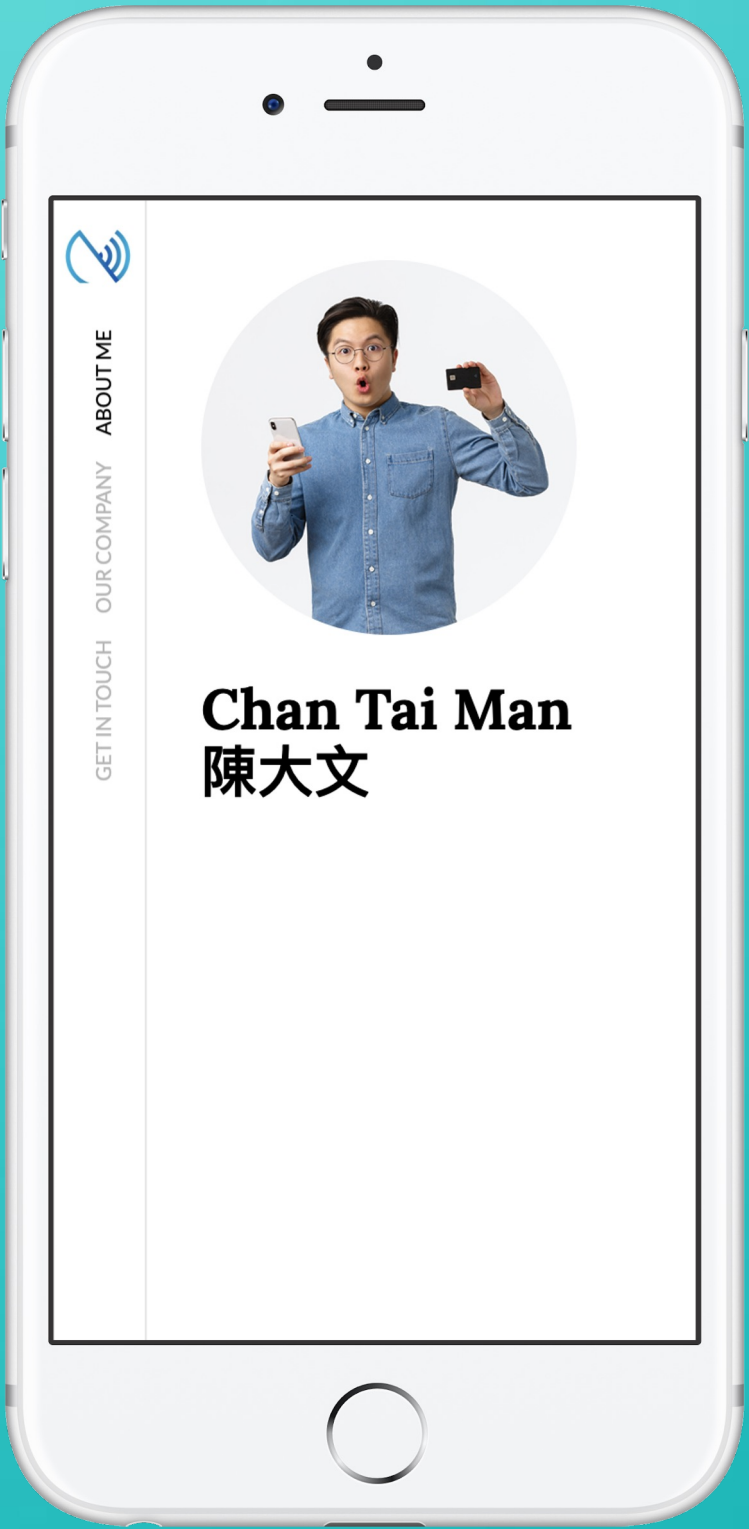 ABOUT ME
OUR COMPANY
GET IN TOUCH
Chan Tai Man
陳大文